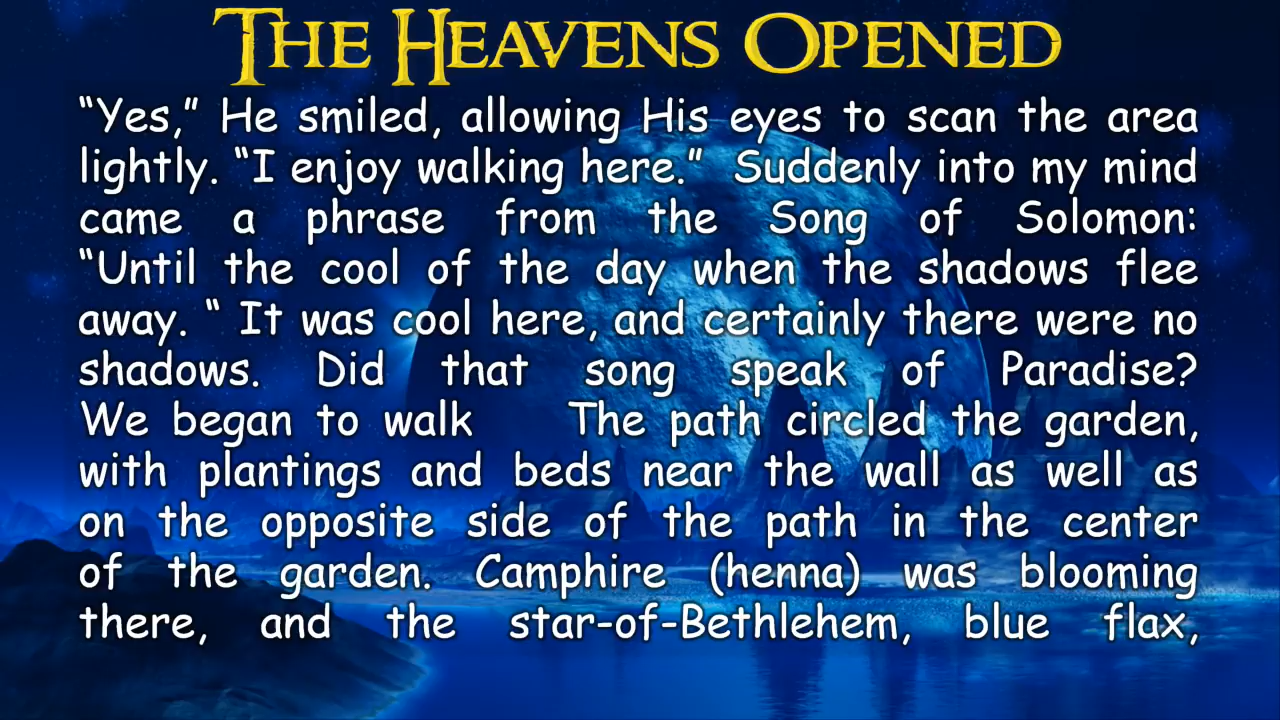 THE HEAVENS OPENED
“Yes,” He smiled, allowing His eyes to scan the area
lightly. “I enjoy walking here.” Suddenly into my mind
came a phrase from the Song of Solomon:
“Until the cool of the day when the shadows flee
away. “ It was cool here, and certainly there were no
shadows. Did that song speak of Paradise?
We began to walk The path circled the garden,
with plantings and beds near the wall as well as
on the opposite side of the path in the center
of the garden. Camphire (henna) was blooming
there, and the star-of-Bethlehem, blue flax,